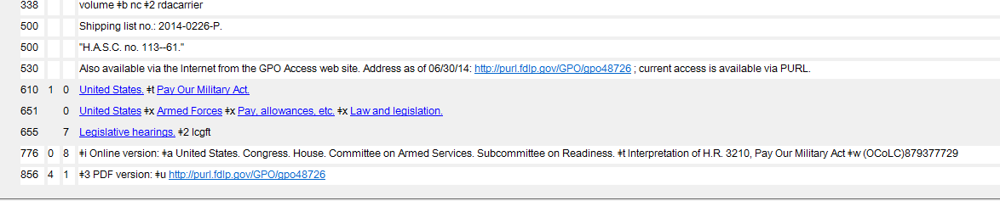 338 volume ǂb nc ǂ2 rdacarrier
500 Shipping list no.: 2014-0226-P.
500 "H.A.S.C. no. 113--61."
530 Also available via the Internet from the GPO Access web site. Address as of 06/30/14: http://purl.fdlp.gov/GPO/gpo48726 ; current access is available via PURL.
610 1 0 United States. ǂt Pay Our Military Act.
651 0 United States ǂx Armed Forces ǂx Pay, allowances, etc. ǂx Law and legislation.
655 7 Legislative hearings. ǂ2 lcgft
776 0 8 ǂi Online version: ǂa United States. Congress. House. Committee on Armed Services. Subcommittee on Readiness. ǂt Interpretation of H.R. 3210, Pay Our Military Act ǂw (OCoLC)879377729
856 4 1 ǂ3 PDF version: ǂu http://purl.fdlp.gov/GPO/gpo48726